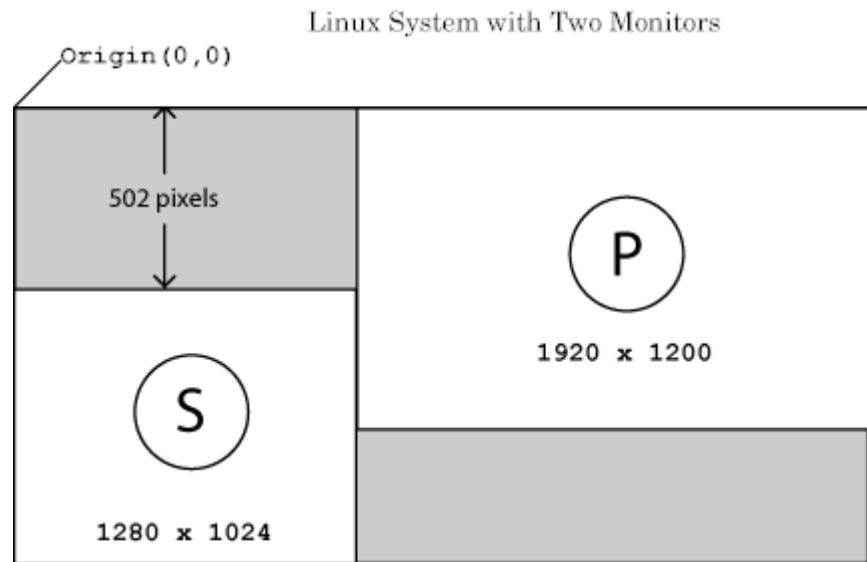 Linux System with Two Monitors
Origin(0,0)
502 pixels
P
1920 x 1200
S
1280 x 1024